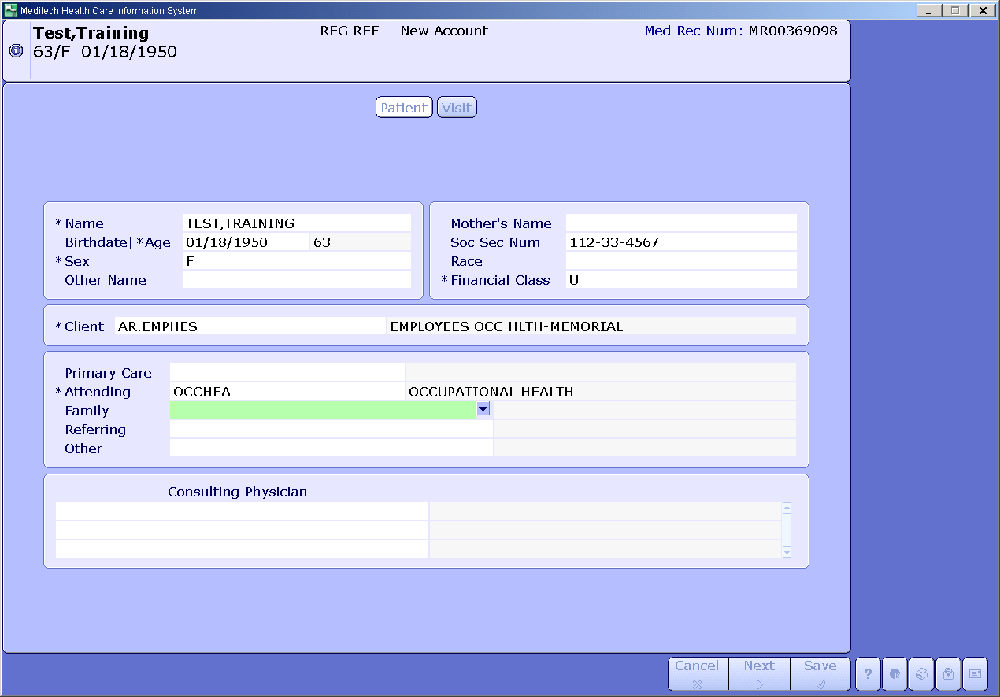 Meditech Health Care Information System
Test,Training REG REF New Account Med Rec Num: MR00369098
63/F 01/18/1950
Patient Visit
*Name TEST,TRAINING
Birthdate|*Age 01/18/1950 63
*Sex F
Other Name
Mother's Name
Soc Sec Num 112-33-4567
Race
*Financial Class U
*Client AR.EMPHES EMPLOYEES OCC HLTH-MEMORIAL
Primary Care
*Attending OCCHEA OCCUPATIONAL HEALTH
Family
Referring
Other
Consulting Physician
Cancel Next Save ?